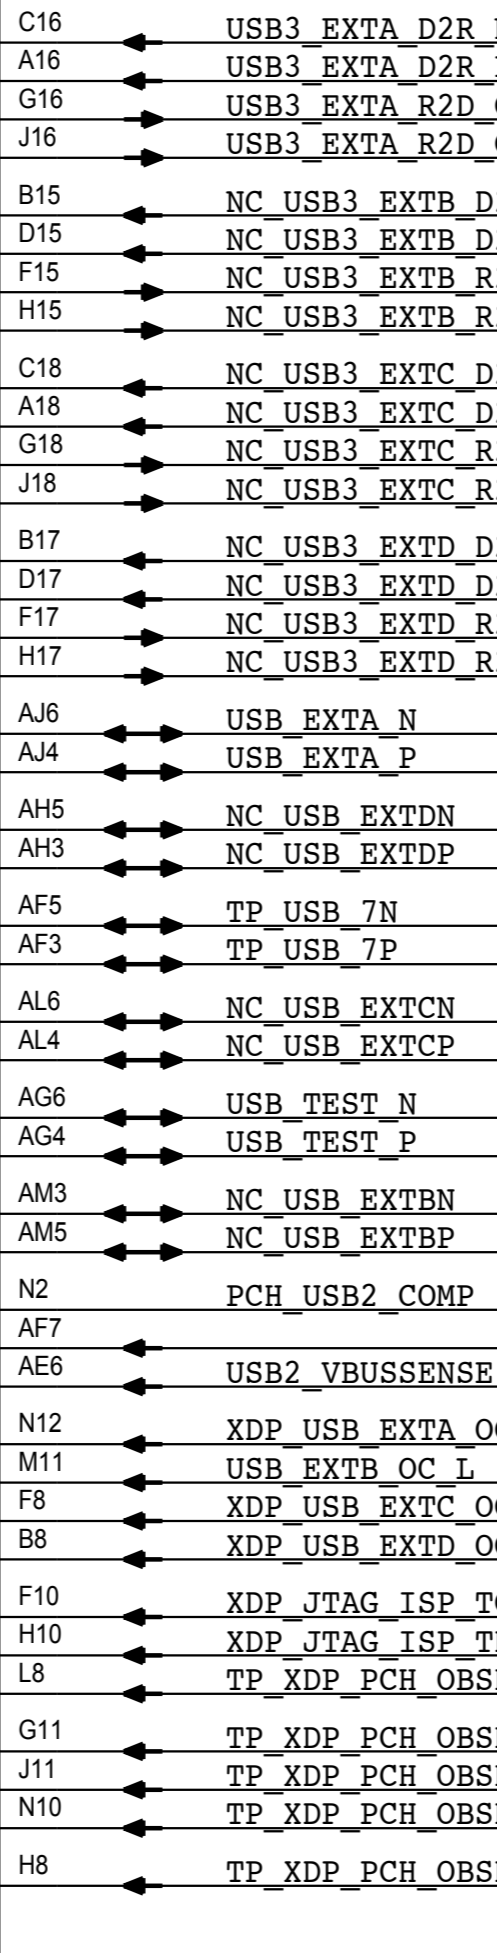 C16 USB3_EXTA_D2R_
A16 USB3_EXTA_D2R_
G16 USB3_EXTA_R2D_
J16 USB3_EXTA_R2D_
B15 NC_USB3_EXTB_D
D15 NC_USB3_EXTB_D
F15 NC_USB3_EXTB_R
H15 NC_USB3_EXTB_R
C18 NC_USB3_EXTC_D
A18 NC_USB3_EXTC_D
G18 NC_USB3_EXTC_R
J18 NC_USB3_EXTC_R
B17 NC_USB3_EXTD_D
D17 NC_USB3_EXTD_D
F17 NC_USB3_EXTD_R
H17 NC_USB3_EXTD_R
AJ6 USB_EXTA_N
AJ4 USB_EXTA_P
AH5 NC_USB_EXTDN
AH3 NC_USB_EXTDP
AF5 TP_USB_7N
AF3 TP_USB_7P
AL6 NC_USB_EXTCN
AL4 NC_USB_EXTCP
AG6 USB_TEST_N
AG4 USB_TEST_P
AM3 NC_USB_EXTBN
AM5 NC_USB_EXTBP
N2 PCH_USB2_COMP
AF7
AE6 USB2_VBUSSENSE
N12 XDP_USB_EXTA_O
M11 USB_EXTB_OC_L
F8 XDP_USB_EXTC_O
B8 XDP_USB_EXTD_O
F10 XDP_JTAG_ISP_T
H10 XDP_JTAG_ISP_T
L8 TP_XDP_PCH_OBS
G11 TP_XDP_PCH_OBS
J11 TP_XDP_PCH_OBS
N10 TP_XDP_PCH_OBS
H8 TP_XDP_PCH_OBS